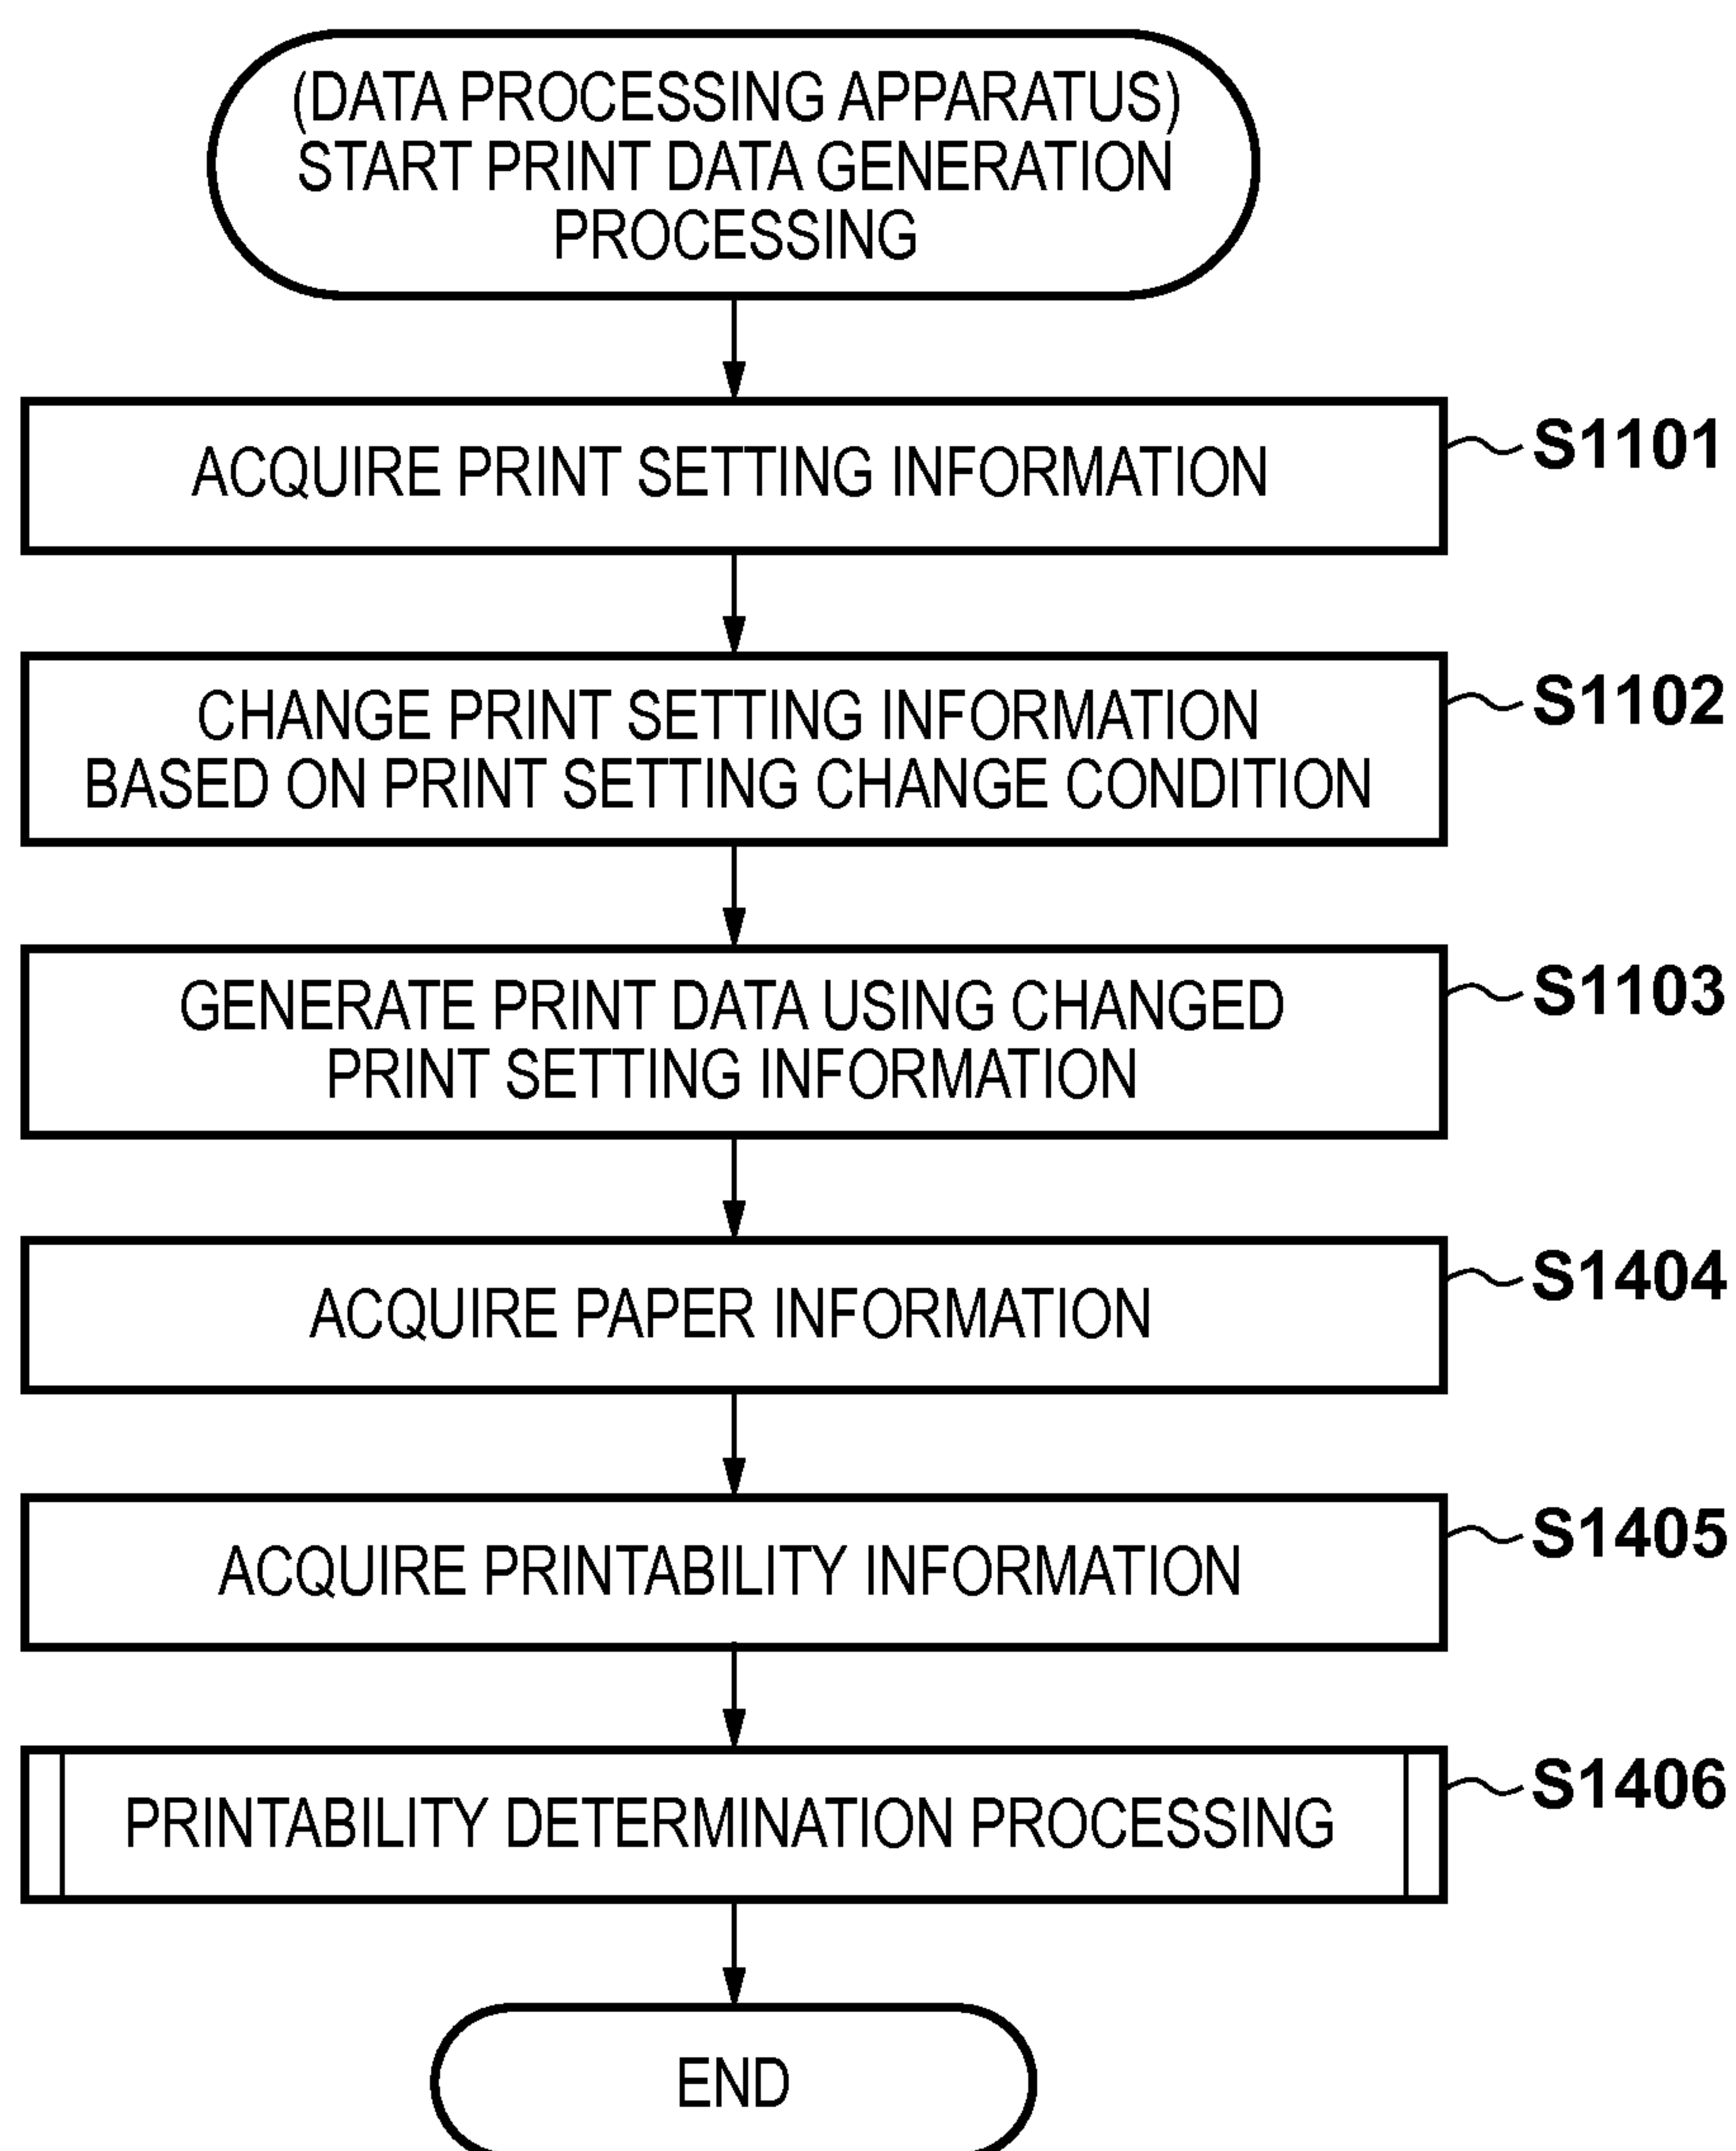 (DATA PROCESSING APPARATUS)
START PRINT DATA GENERATION
PROCESSING
ACQUIRE PRINT SETTING INFORMATION
S1101
CHANGE PRINT SETTING INFORMATION
BASED ON PRINT SETTING CHANGE CONDITION
S1102
GENERATE PRINT DATA USING CHANGED
PRINT SETTING INFORMATION
S1103
ACQUIRE PAPER INFORMATION
S1404
ACQUIRE PRINTABILITY INFORMATION
S1405
PRINTABILITY DETERMINATION PROCESSING
S1406
END